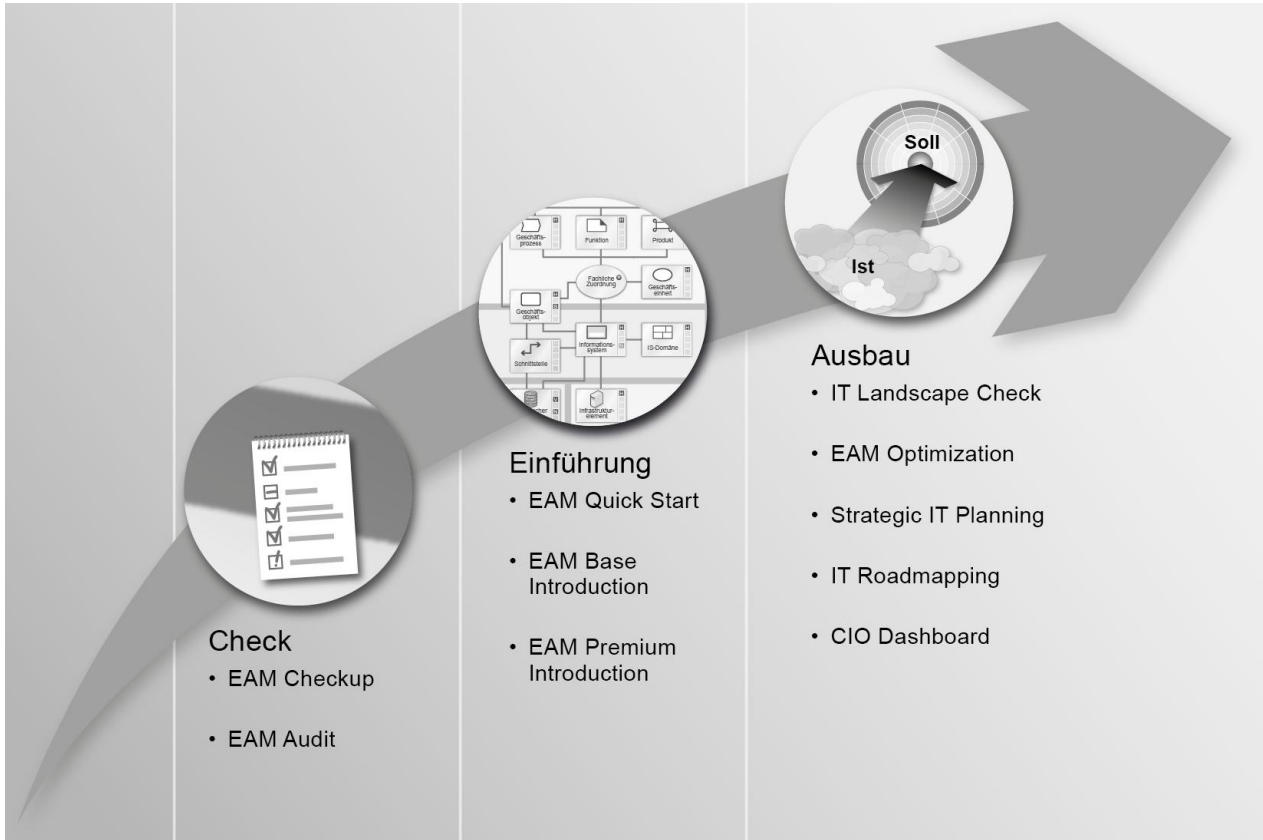 Check
• EAM Checkup
• EAM Audit
Geschäfts-
prozess
Funktion
Produkt
Fachliche
Zuordnung
Geschäfts-
einheit
Geschäfts-
objekt
Informations-
system
IS-Domäne
Schnittstelle
Infrastruktur-
element
Einführung
• EAM Quick Start
• EAM Base
Introduction
• EAM Premium
Introduction
Soll
Ist
Ausbau
• IT Landscape Check
• EAM Optimization
• Strategic IT Planning
• IT Roadmapping
• CIO Dashboard